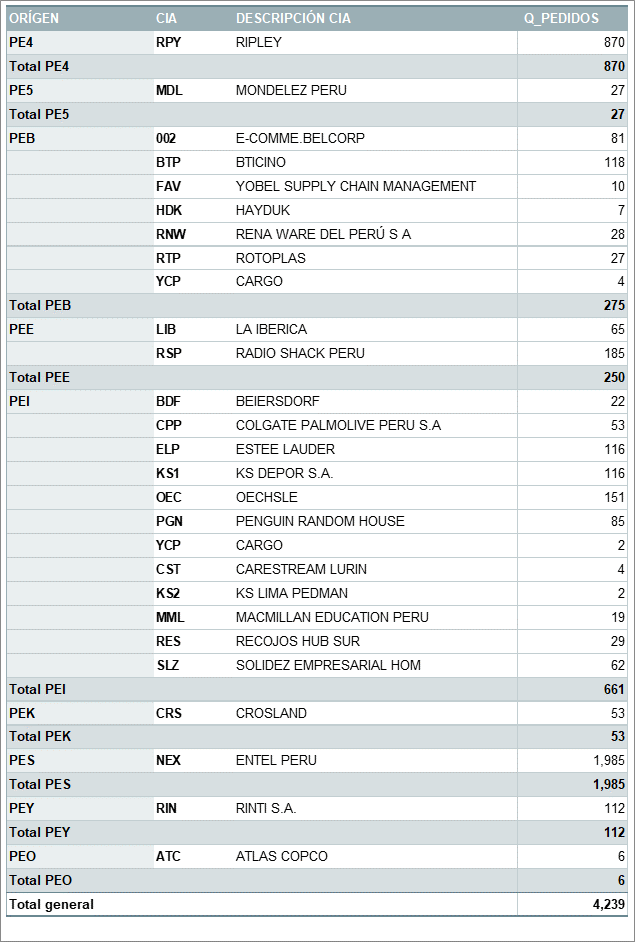 ORÍGEN CIA DESCRIPCIÓN CIA Q_PEDIDOS
PE4 RPY RIPLEY 870
Total PE4 870
PE5 MDL MONDELEZ PERU 27
Total PE5 27
PEB 002 E-COMME.BELCORP 81
BTP BTICINO 118
FAV YOBEL SUPPLY CHAIN MANAGEMENT 10
HDK HAYDUK 7
RNW RENA WARE DEL PERÚ S A 28
RTP ROTOPLAS 27
YCP CARGO 4
Total PEB 275
PEE LIB LA IBERICA 65
RSP RADIO SHACK PERU 185
Total PEE 250
PEI BDF BEIERSDORF 22
CPP COLGATE PALMOLIVE PERU S.A 53
ELP ESTEE LAUDER 116
KS1 KS DEPOR S.A. 116
OEC OECHSLE 151
PGN PENGUIN RANDOM HOUSE 85
YCP CARGO 2
CST CARESTREAM LURIN 4
KS2 KS LIMA PEDMAN 2
MML MACMILLAN EDUCATION PERU 19
RES RECOJOS HUB SUR 29
SLZ SOLIDEZ EMPRESARIAL HOM 62
Total PEI 661
PEK CRS CROSLAND 53
Total PEK 53
PES NEX ENTEL PERU 1,985
Total PES 1,985
PEY RIN RINTI S.A. 112
Total PEY 112
PEO ATC ATLAS COPCO 6
Total PEO 6
Total general 4,239